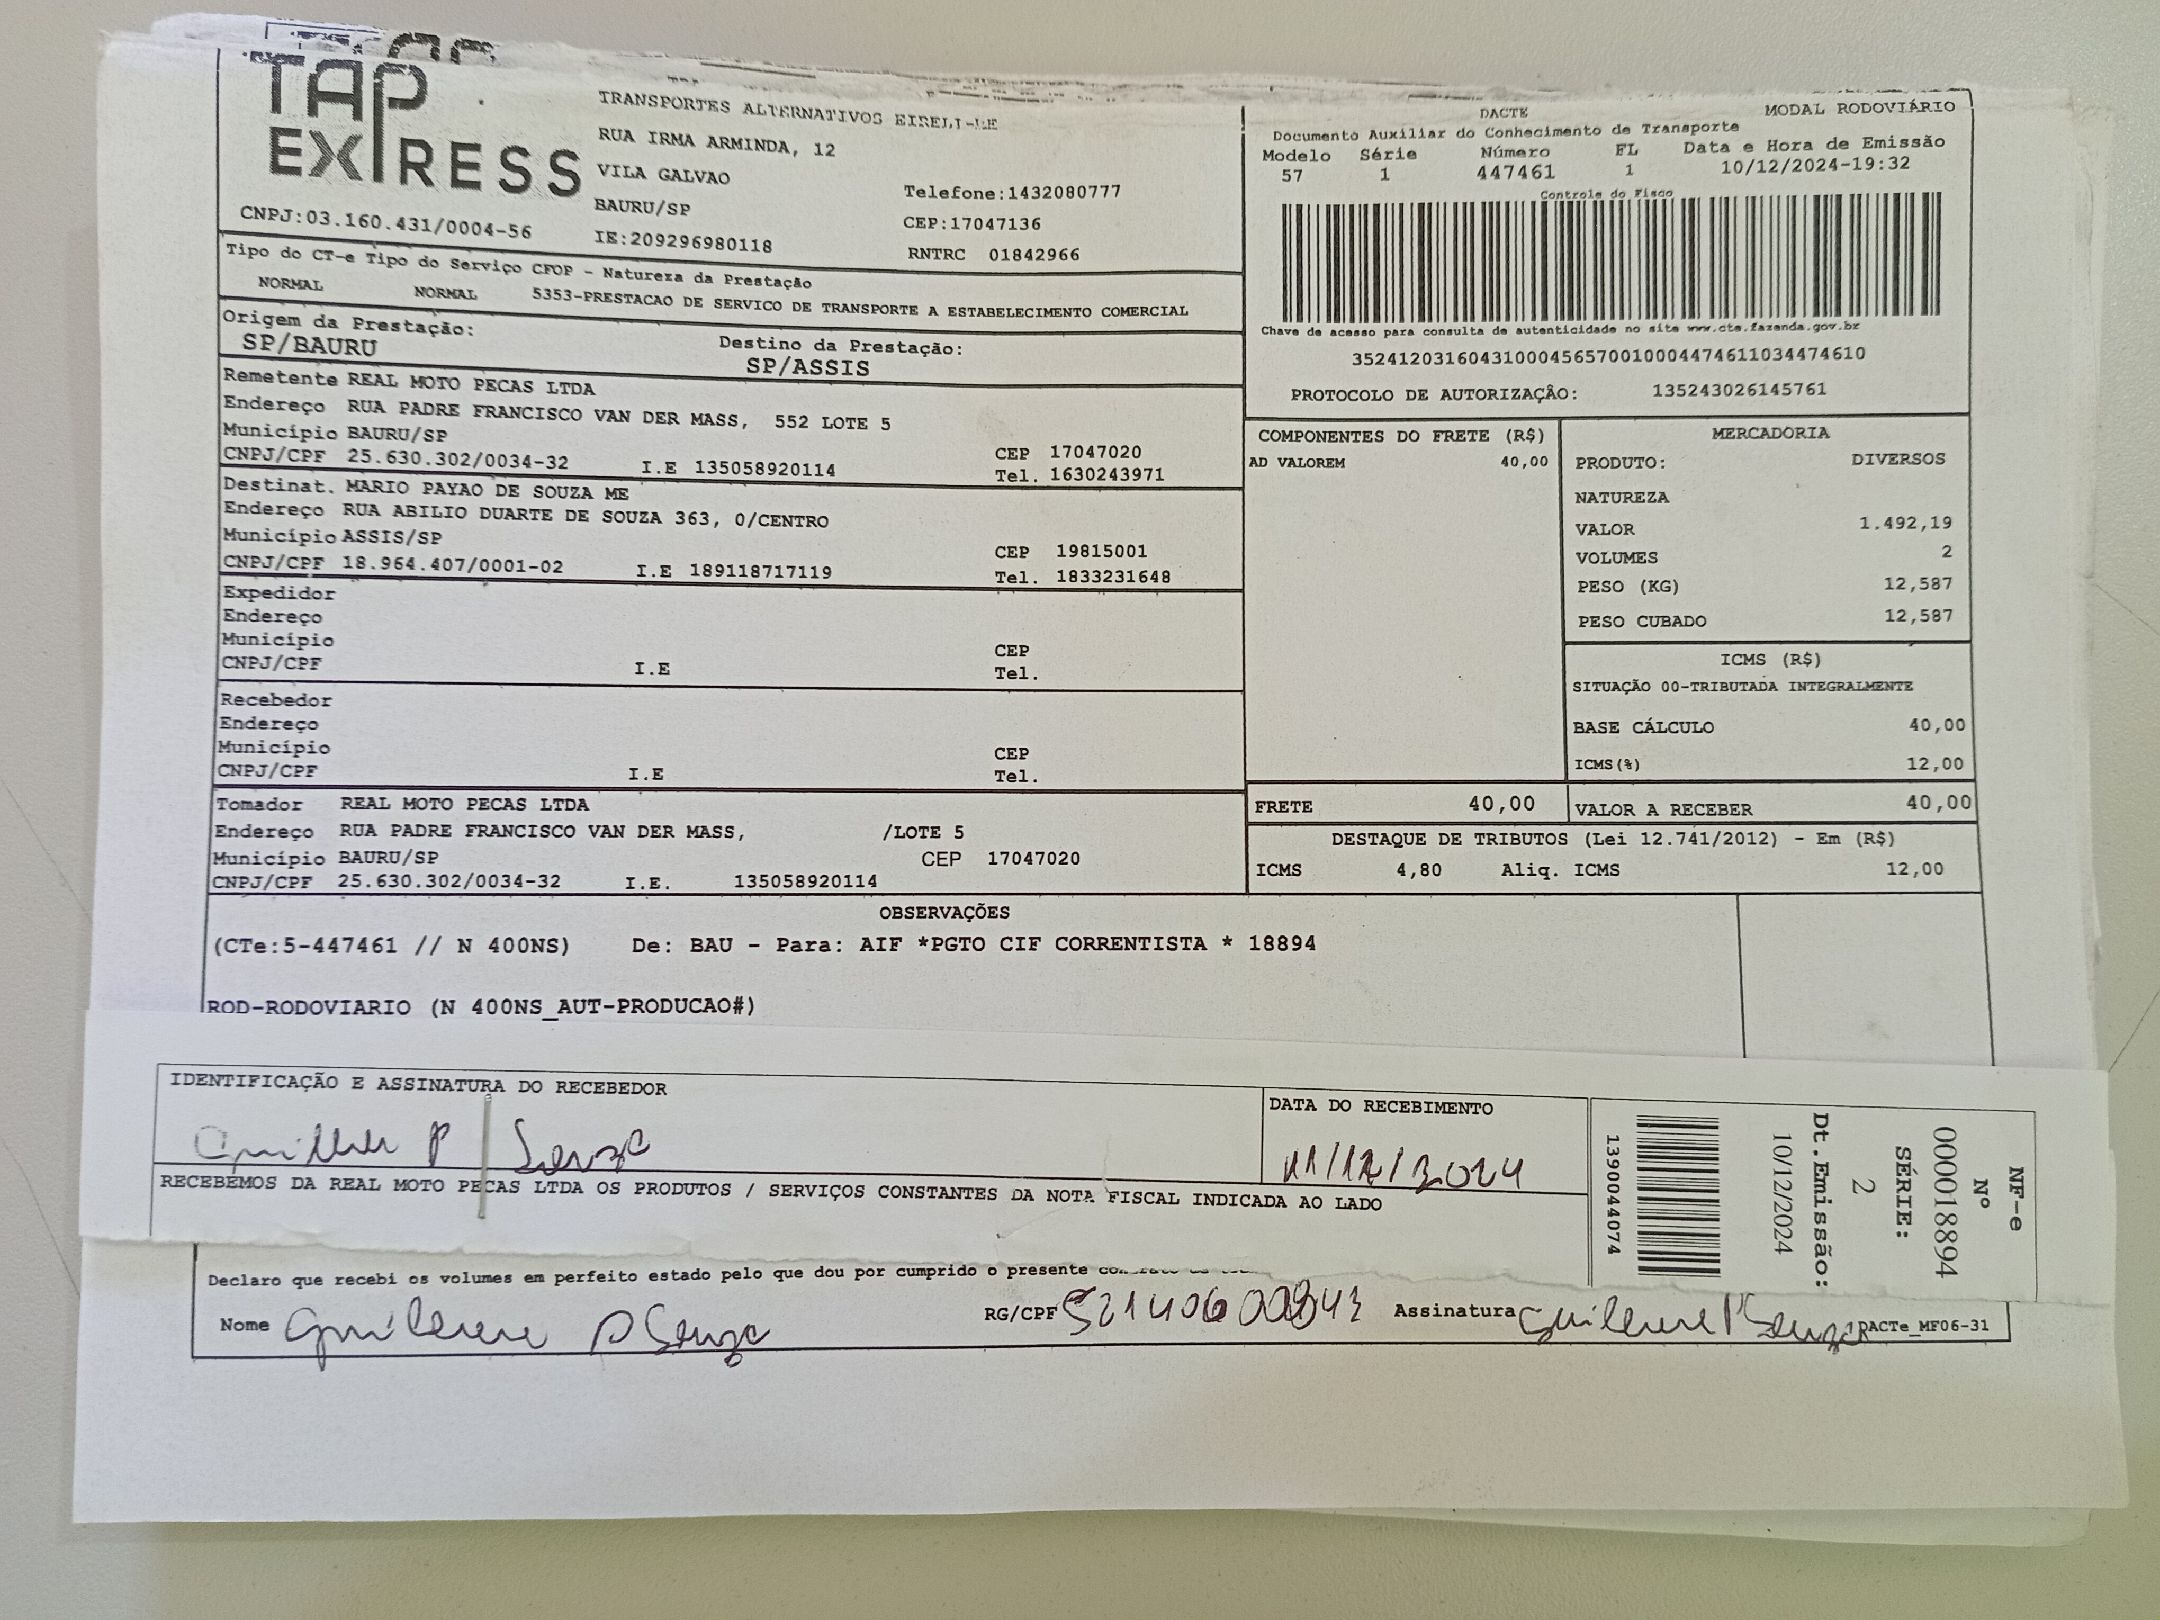 TAP
EXPRESS
TRANSPORTES ALTERNATIVOS EIRELI-ME
RUA IRMA ARMINDA, 12
VILA GALVAO
BAURU/SP
Telefone:1432080777
CEP:17047136
CNPJ:03.160.431/0004-56
IE:209296980118
RNTRC 01842966
DACTE
MODAL RODOVIÁRIO
Documento Auxiliar do Conhecimento de Transporte
Modelo Série Número FL Data e Hora de Emissão
57 1 447461 1 10/12/2024-19:32
Controle do Fisco
Chave de acesso para consulta de autenticidade no site www.cte.fazenda.gov.br
35241203160431000456570010004474611034474610
PROTOCOLO DE AUTORIZAÇÃO: 135243026145761
Tipo do CT-e Tipo do Serviço CFOP - Natureza da Prestação
NORMAL NORMAL 5353-PRESTACAO DE SERVICO DE TRANSPORTE A ESTABELECIMENTO COMERCIAL
Origem da Prestação:
SP/BAURU
Destino da Prestação:
SP/ASSIS
Remetente REAL MOTO PECAS LTDA
Endereço RUA PADRE FRANCISCO VAN DER MASS, 552 LOTE 5
Município BAURU/SP CEP 17047020
CNPJ/CPF 25.630.302/0034-32 I.E 135058920114 Tel. 1630243971
Destinat. MARIO PAYAO DE SOUZA ME
Endereço RUA ABILIO DUARTE DE SOUZA 363, 0/CENTRO
Município ASSIS/SP CEP 19815001
CNPJ/CPF 18.964.407/0001-02 I.E 189118717119 Tel. 1833231648
Expedidor
Endereço
Município CEP
CNPJ/CPF I.E Tel.
Recebedor
Endereço
Município CEP
CNPJ/CPF I.E Tel.
Tomador REAL MOTO PECAS LTDA
Endereço RUA PADRE FRANCISCO VAN DER MASS, /LOTE 5
Município BAURU/SP CEP 17047020
CNPJ/CPF 25.630.302/0034-32 I.E. 135058920114
COMPONENTES DO FRETE (R$)
AD VALOREM 40,00
MERCADORIA
PRODUTO: DIVERSOS
NATUREZA
VALOR 1.492,19
VOLUMES 2
PESO (KG) 12,587
PESO CUBADO 12,587
ICMS (R$)
SITUAÇÃO 00-TRIBUTADA INTEGRALMENTE
BASE CÁLCULO 40,00
ICMS(%) 12,00
FRETE 40,00
VALOR A RECEBER 40,00
DESTAQUE DE TRIBUTOS (Lei 12.741/2012) - Em (R$)
ICMS 4,80 Aliq. ICMS 12,00
OBSERVAÇÕES
(CTe:5-447461 // N 400NS) De: BAU - Para: AIF *PGTO CIF CORRENTISTA * 18894
ROD-RODOVIARIO (N 400NS_AUT-PRODUCAO#)
IDENTIFICAÇÃO E ASSINATURA DO RECEBEDOR
P Souza
DATA DO RECEBIMENTO
11/12/2024
RECEBEMOS DA REAL MOTO PECAS LTDA OS PRODUTOS / SERVIÇOS CONSTANTES DA NOTA FISCAL INDICADA AO LADO
NF-e
Nº
000018894
SÉRIE:
2
Dt.Emissão:
10/12/2024
1390044074
Declaro que recebi os volumes em perfeito estado pelo que dou por cumprido o presente
Nome Guilherme P Souza
RG/CPF
Assinatura Guilherme P Souza
DACTe_MF06-31